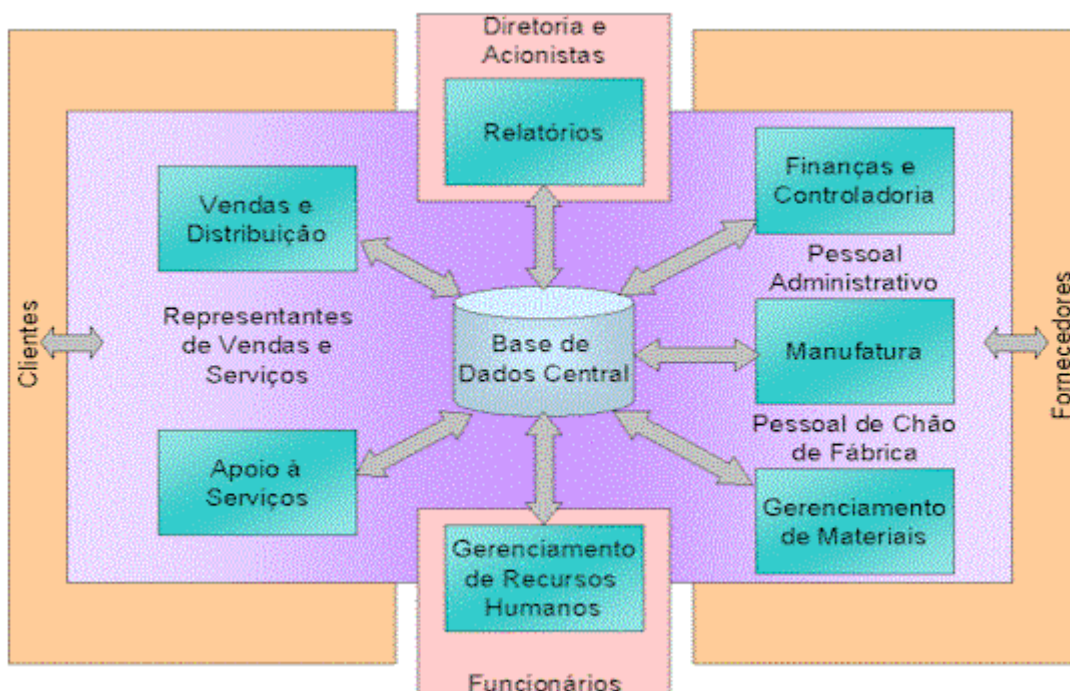 Diretoria e
Acionistas
Relatórios
Vendas e
Distribuição
Finanças e
Controladoria
Pessoal
Administrativo
Clientes
Representantes
de Vendas e
Serviços
Base de
Dados Central
Manufatura
Fornecedores
Pessoal de Chão
de Fábrica
Apoio à
Serviços
Gerenciamento
de Materiais
Gerenciamento
de Recursos
Humanos
Funcionários